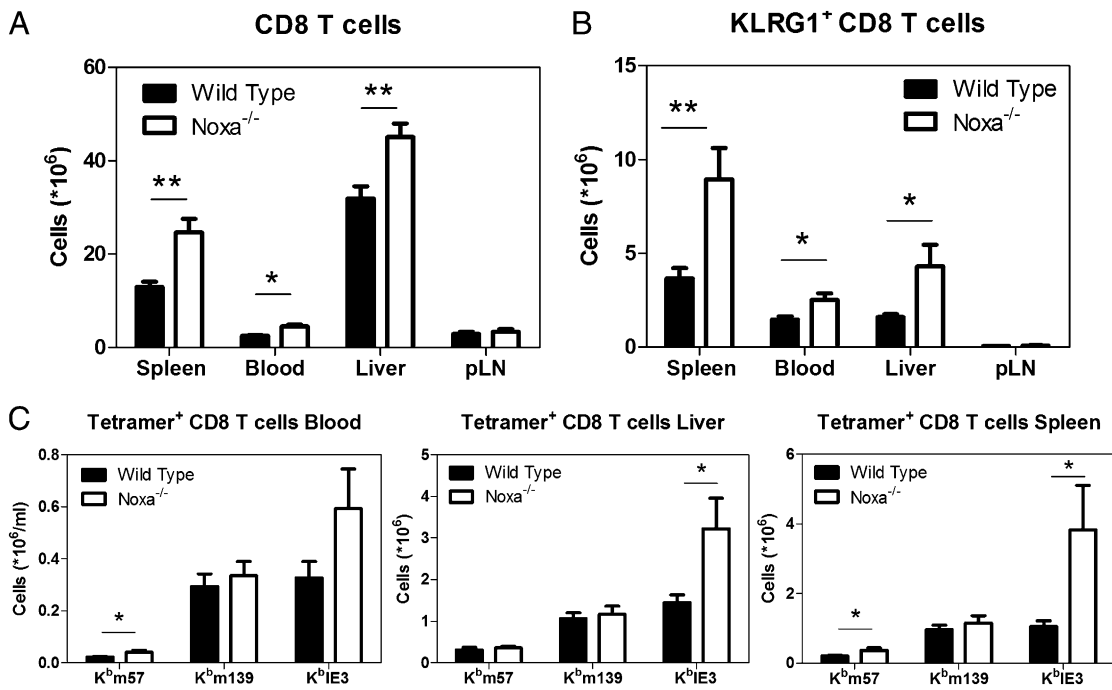 A
CD8 T cells
Cells (*10⁶)
60
40
20
0
Wild Type
Noxa⁻/⁻
**
*
**
Spleen Blood Liver pLN
B
KLRG1⁺ CD8 T cells
Cells (*10⁶)
15
10
5
0
Wild Type
Noxa⁻/⁻
**
*
*
Spleen Blood Liver pLN
C
Tetramer⁺ CD8 T cells Blood
Cells (*10⁶/ml)
0.8
0.6
0.4
0.2
0.0
Wild Type
Noxa⁻/⁻
*
Kᵇm57 Kᵇm139 KᵇIE3
Tetramer⁺ CD8 T cells Liver
Cells (*10⁶)
5
4
3
2
1
0
Wild Type
Noxa⁻/⁻
*
Kᵇm57 Kᵇm139 KᵇIE3
Tetramer⁺ CD8 T cells Spleen
Cells (*10⁶)
6
4
2
0
Wild Type
Noxa⁻/⁻
*
*
Kᵇm57 Kᵇm139 KᵇIE3